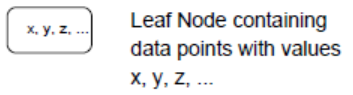 x, y, z, ...
Leaf Node containing
data points with values
x, y, z, ...